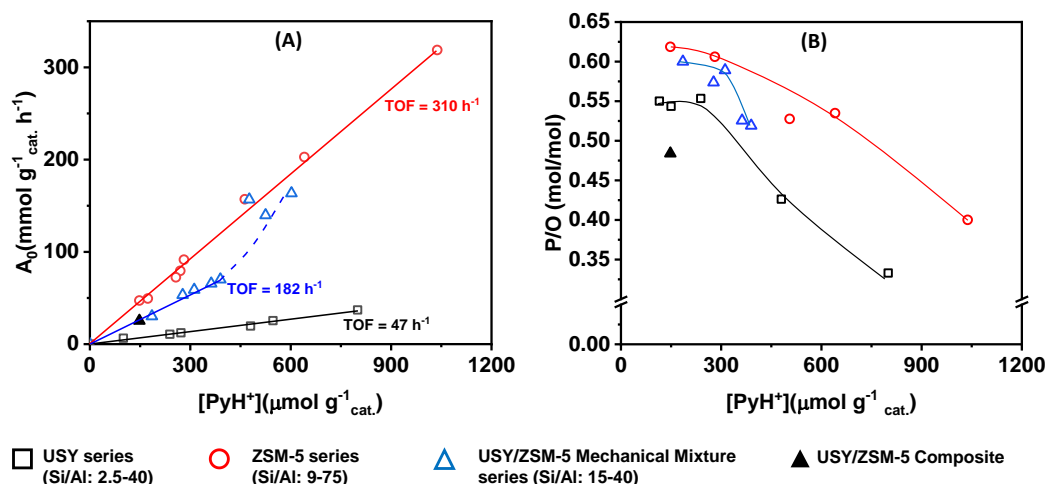 (A)
A₀(mmol g⁻¹cat. h⁻¹)
300
200
100
0
TOF = 310 h⁻¹
TOF = 182 h⁻¹
TOF = 47 h⁻¹
0 300 600 900 1200
[PyH⁺](μmol g⁻¹cat.)
(B)
P/O (mol/mol)
0.65
0.60
0.55
0.50
0.45
0.40
0.35
0.00
0 300 600 900 1200
[PyH⁺](μmol g⁻¹cat.)
USY series
(Si/Al: 2.5-40)
ZSM-5 series
(Si/Al: 9-75)
USY/ZSM-5 Mechanical Mixture
series (Si/Al: 15-40)
USY/ZSM-5 Composite